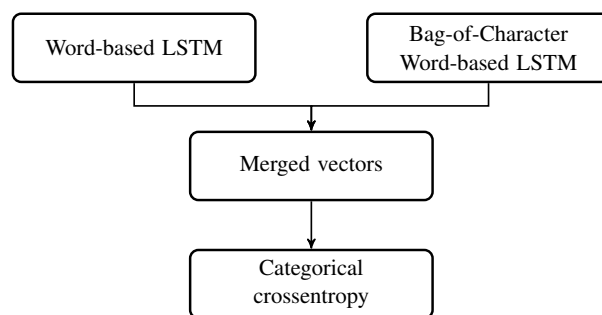 Word-based LSTM
Bag-of-Character
Word-based LSTM
Merged vectors
Categorical
crossentropy